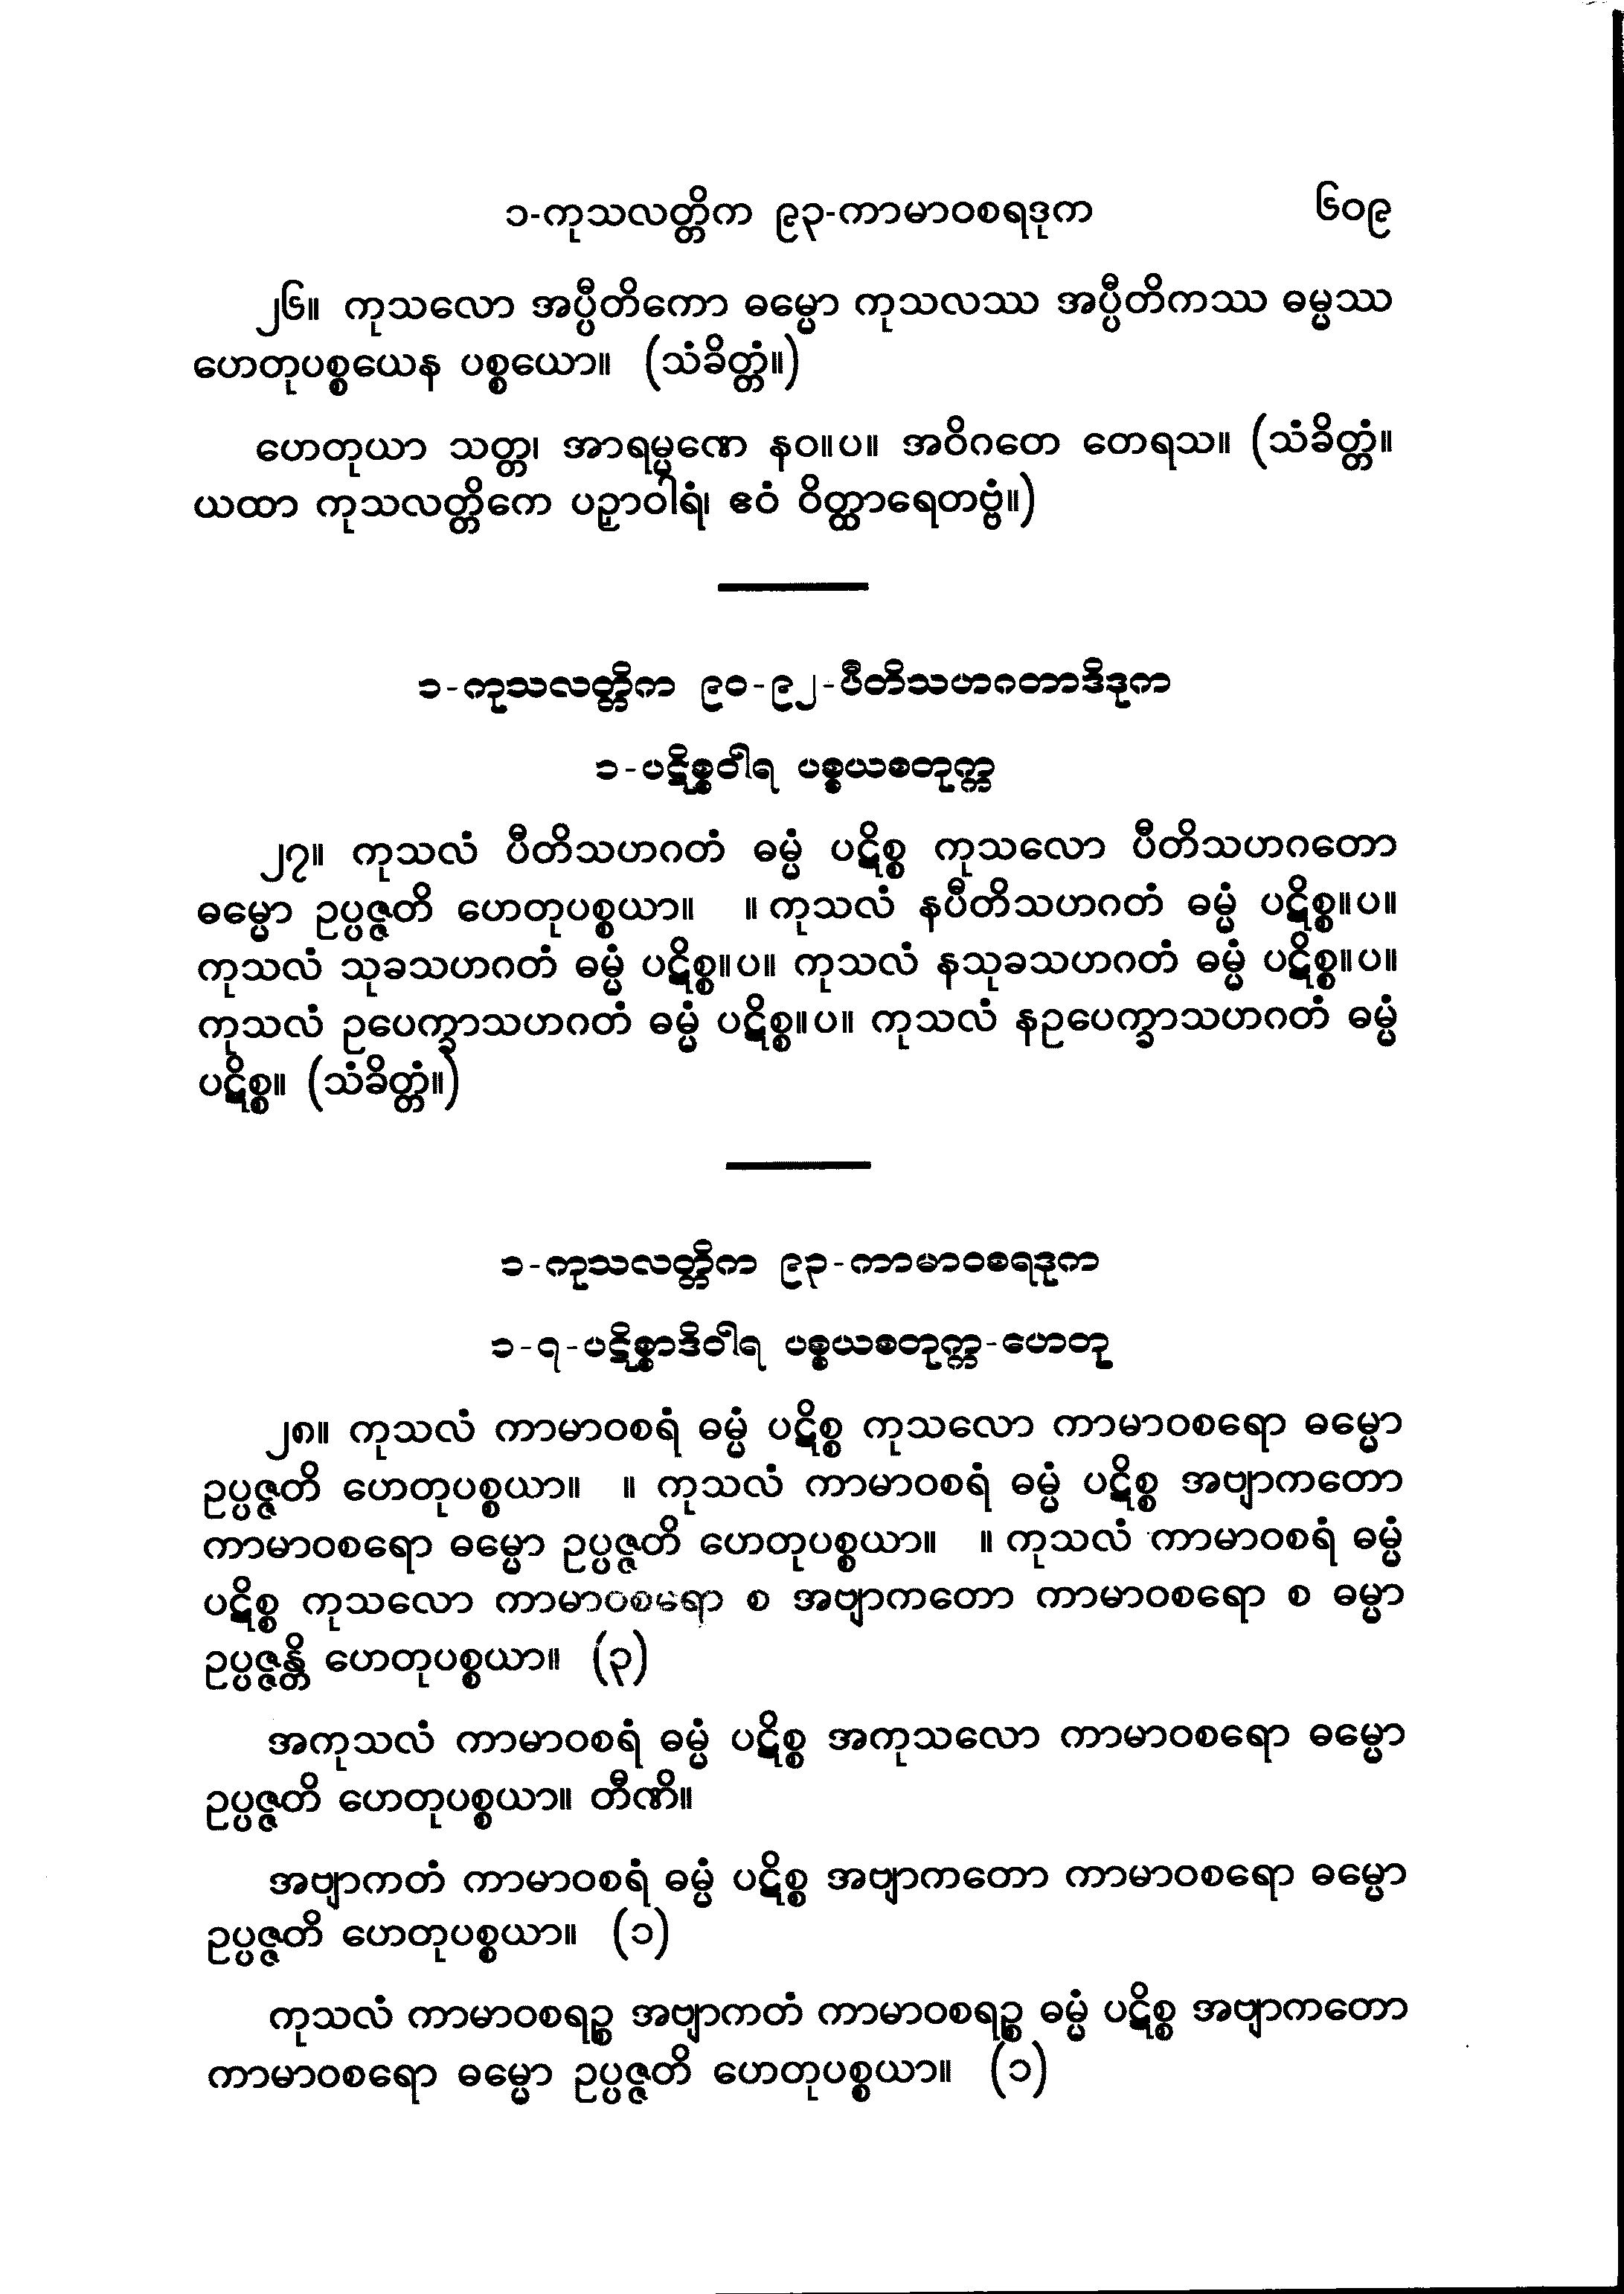 ၁-ကုသလတ္တိက ၉၃-ကာမာဝစရဒုက ၆၀၉
၂၆။ ကုသလော အပ္ပီတိကော ဓမ္မော ကုသလဿ အပ္ပီတိကဿ ဓမ္မဿ
ဟေတုပစ္စယေန ပစ္စယော။ (သံခိတ္တံ။)
ဟေတုယာ သတ္တ၊ အာရမ္မဏေ နဝ။ပ။ အဝိဂတေ တေရသ။ (သံခိတ္တံ။
ယထာ ကုသလတ္တိကေ ပဉှာဝါရံ၊ ဧဝံ ဝိတ္ထာရေတဗ္ဗံ။)
၁-ကုသလတ္တိက ၉၀-၉၂-ပီတိသဟဂတာဒိဒုက
၁-ပဋိစ္စဝါရ ပစ္စယစတုက္က
၂၇။ ကုသလံ ပီတိသဟဂတံ ဓမ္မံ ပဋိစ္စ ကုသလော ပီတိသဟဂတော
ဓမ္မော ဥပ္ပဇ္ဇတိ ဟေတုပစ္စယာ။ ။ ကုသလံ နပီတိသဟဂတံ ဓမ္မံ ပဋိစ္စ။ပ။
ကုသလံ သုခသဟဂတံ ဓမ္မံ ပဋိစ္စ။ပ။ ကုသလံ နသုခသဟဂတံ ဓမ္မံ ပဋိစ္စ။ပ။
ကုသလံ ဥပေက္ခာသဟဂတံ ဓမ္မံ ပဋိစ္စ။ပ။ ကုသလံ နဥပေက္ခာသဟဂတံ ဓမ္မံ
ပဋိစ္စ။ (သံခိတ္တံ။)
၁-ကုသလတ္တိက ၉၃-ကာမာဝစရဒုက
၁-၇-ပဋိစ္စာဒိဝါရ ပစ္စယစတုက္က-ဟေတု
၂၈။ ကုသလံ ကာမာဝစရံ ဓမ္မံ ပဋိစ္စ ကုသလော ကာမာဝစရော ဓမ္မော
ဥပ္ပဇ္ဇတိ ဟေတုပစ္စယာ။ ။ ကုသလံ ကာမာဝစရံ ဓမ္မံ ပဋိစ္စ အဗျာကတော
ကာမာဝစရော ဓမ္မော ဥပ္ပဇ္ဇတိ ဟေတုပစ္စယာ။ ။ ကုသလံ ကာမာဝစရံ ဓမ္မံ
ပဋိစ္စ ကုသလော ကာမာဝစရော စ အဗျာကတော ကာမာဝစရော စ ဓမ္မာ
ဥပ္ပဇ္ဇန္တိ ဟေတုပစ္စယာ။ (၃)
အကုသလံ ကာမာဝစရံ ဓမ္မံ ပဋိစ္စ အကုသလော ကာမာဝစရော ဓမ္မော
ဥပ္ပဇ္ဇတိ ဟေတုပစ္စယာ။ တီဏိ။
အဗျာကတံ ကာမာဝစရံ ဓမ္မံ ပဋိစ္စ အဗျာကတော ကာမာဝစရော ဓမ္မော
ဥပ္ပဇ္ဇတိ ဟေတုပစ္စယာ။ (၁)
ကုသလံ ကာမာဝစရဉ္စ အဗျာကတံ ကာမာဝစရဉ္စ ဓမ္မံ ပဋိစ္စ အဗျာကတော
ကာမာဝစရော ဓမ္မော ဥပ္ပဇ္ဇတိ ဟေတုပစ္စယာ။ (၁)